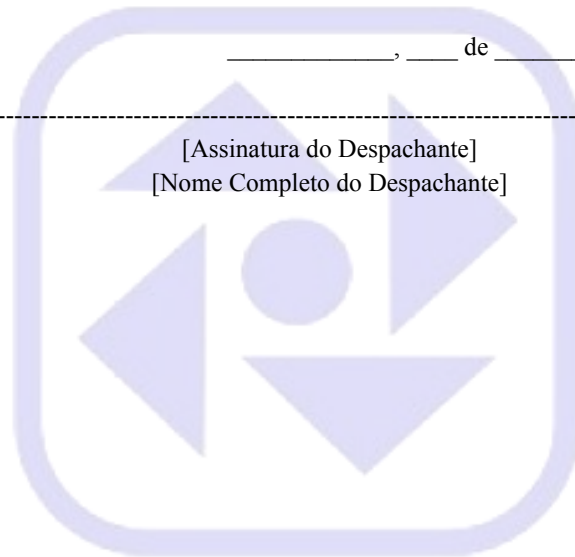 _____________, ____ de ______
----------------------------------------------------------------------
[Assinatura do Despachante]
[Nome Completo do Despachante]